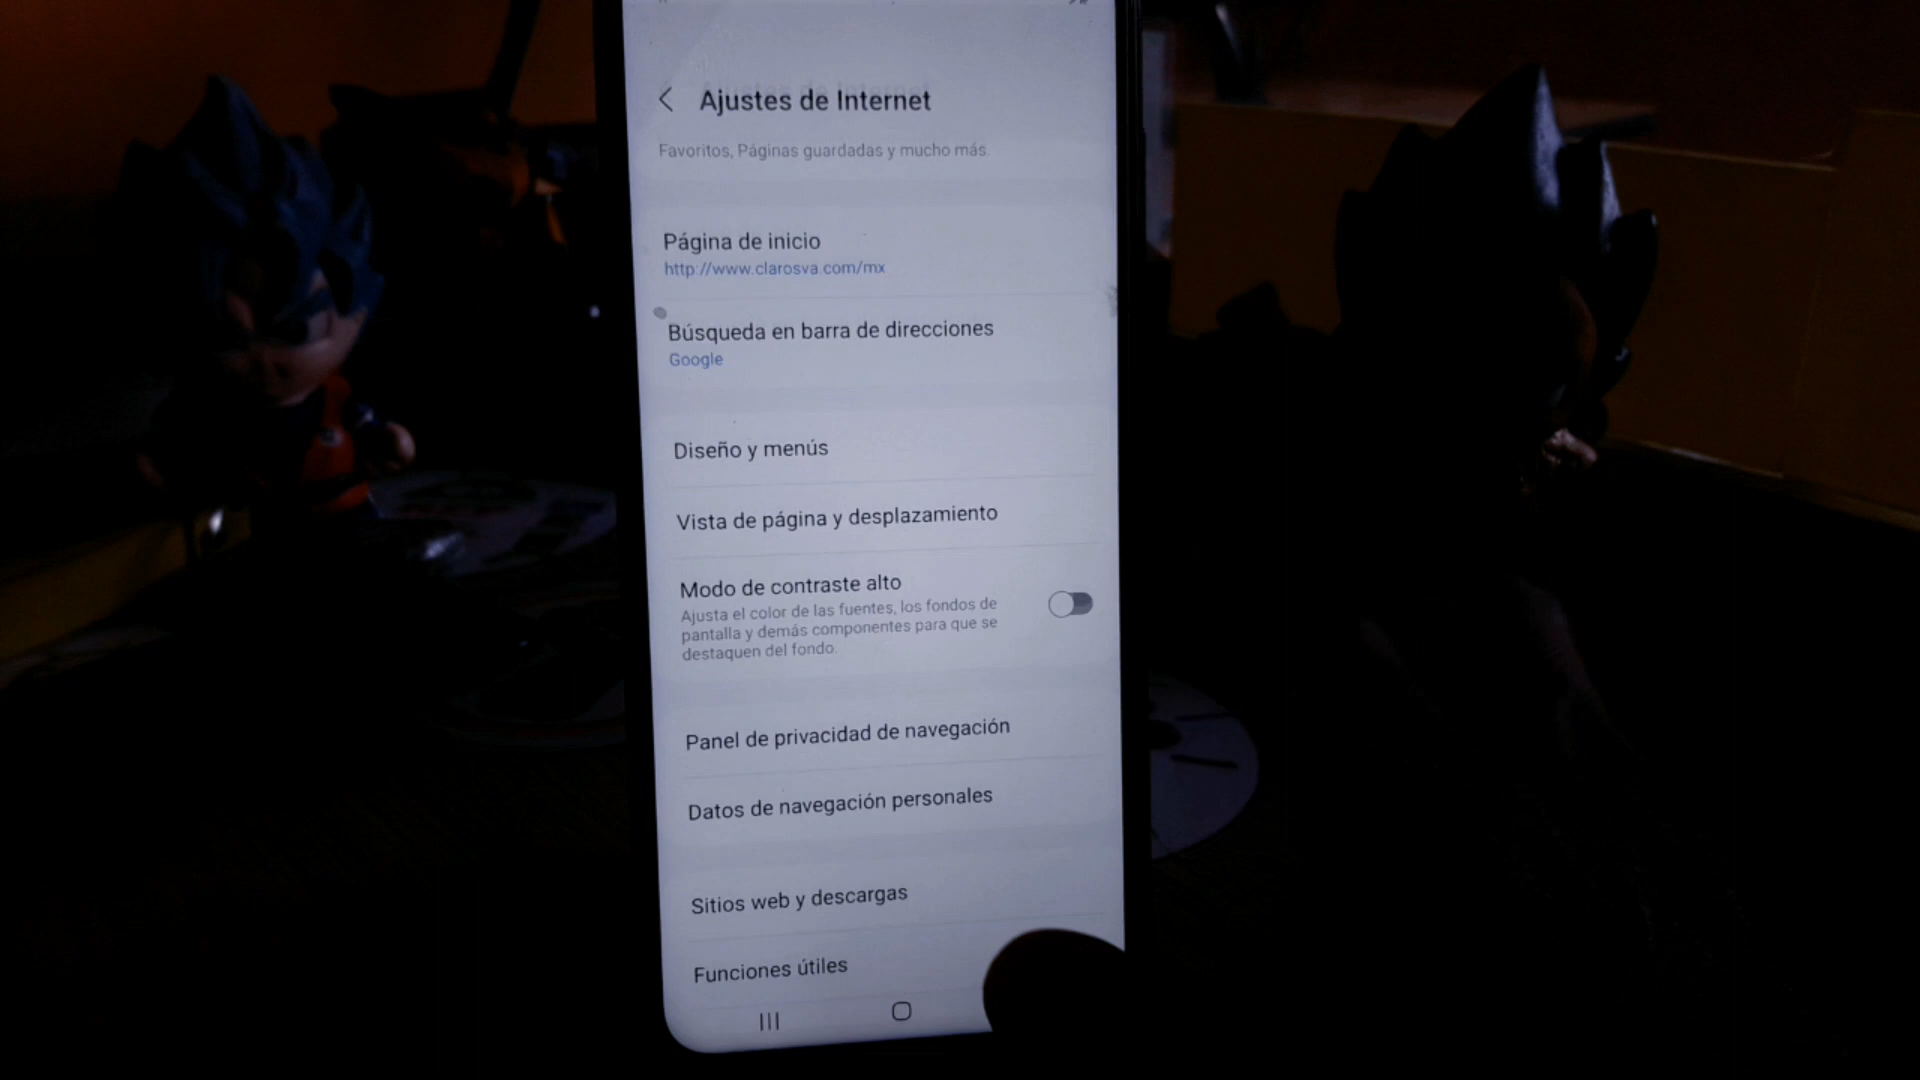 Ajustes de Internet
Favoritos, Páginas guardadas y mucho más.
Página de inicio
http://www.clarosva.com/mx
Búsqueda en barra de direcciones
Google
Diseño y menús
Vista de página y desplazamiento
Modo de contraste alto
Ajusta el color de las fuentes, los fondos de
pantalla y demás componentes para que se
destaquen del fondo.
Panel de privacidad de navegación
Datos de navegación personales
Sitios web y descargas
Funciones útiles